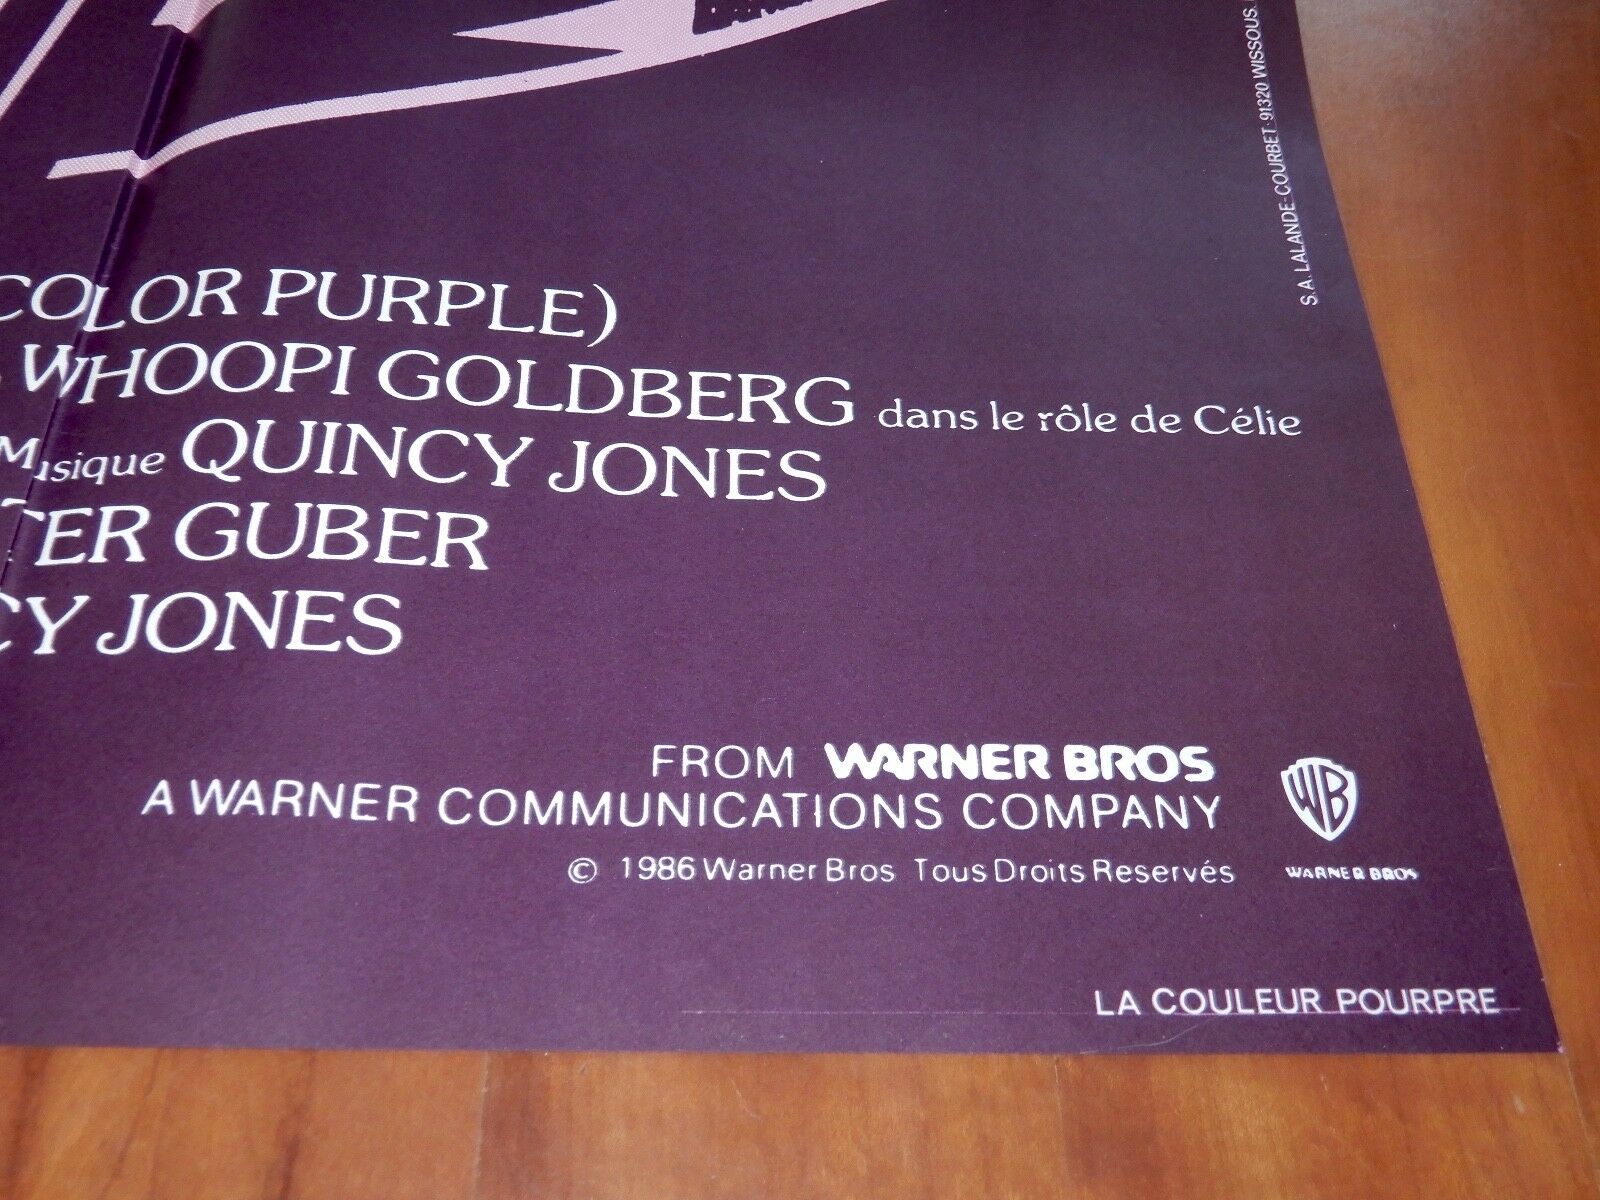 COLOR PURPLE)
WHOOPI GOLDBERG dans le rôle de Célie
Musique QUINCY JONES
TER GUBER
CY JONES
FROM WARNER BROS
A WARNER COMMUNICATIONS COMPANY
WB
© 1986 Warner Bros Tous Droits Reservés
WARNER BROS
LA COULEUR POURPRE
S.A. LALANDE-COURBET-91320 WISSOUS.